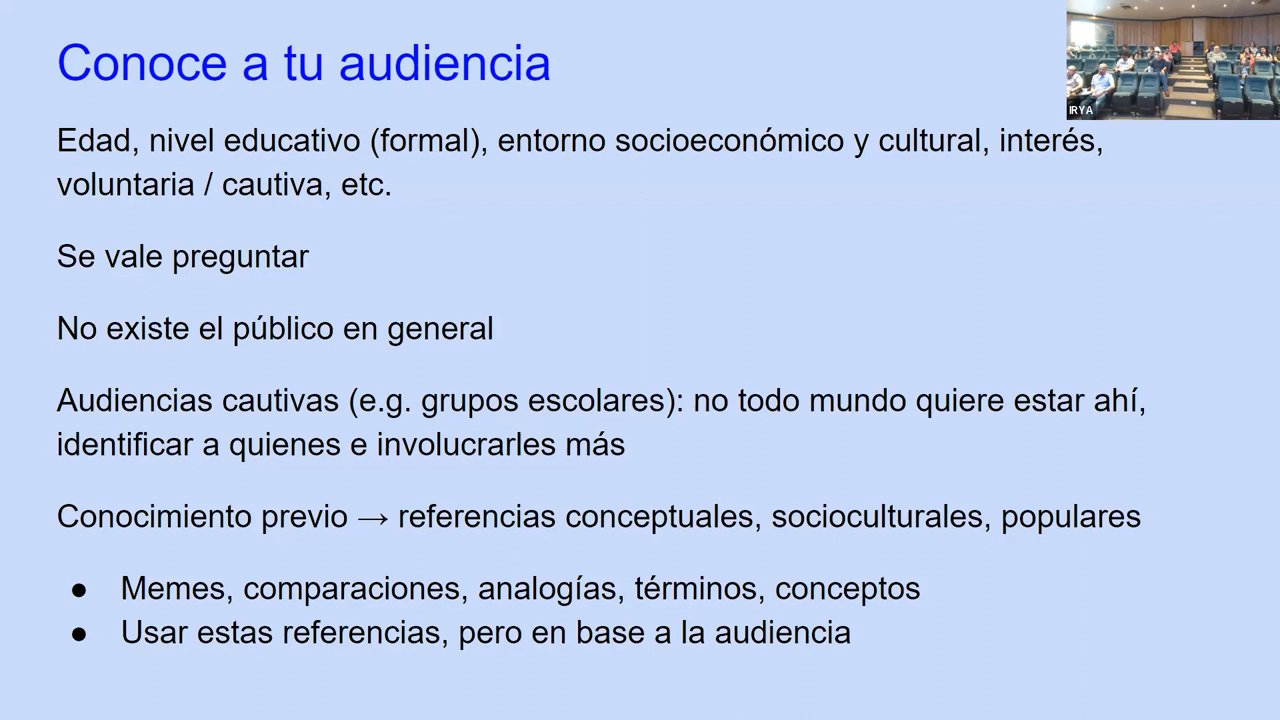 Conoce a tu audiencia
IRYA
Edad, nivel educativo (formal), entorno socioeconómico y cultural, interés,
voluntaria / cautiva, etc.
Se vale preguntar
No existe el público en general
Audiencias cautivas (e.g. grupos escolares): no todo mundo quiere estar ahí,
identificar a quienes e involucrarles más
Conocimiento previo → referencias conceptuales, socioculturales, populares
● Memes, comparaciones, analogías, términos, conceptos
● Usar estas referencias, pero en base a la audiencia